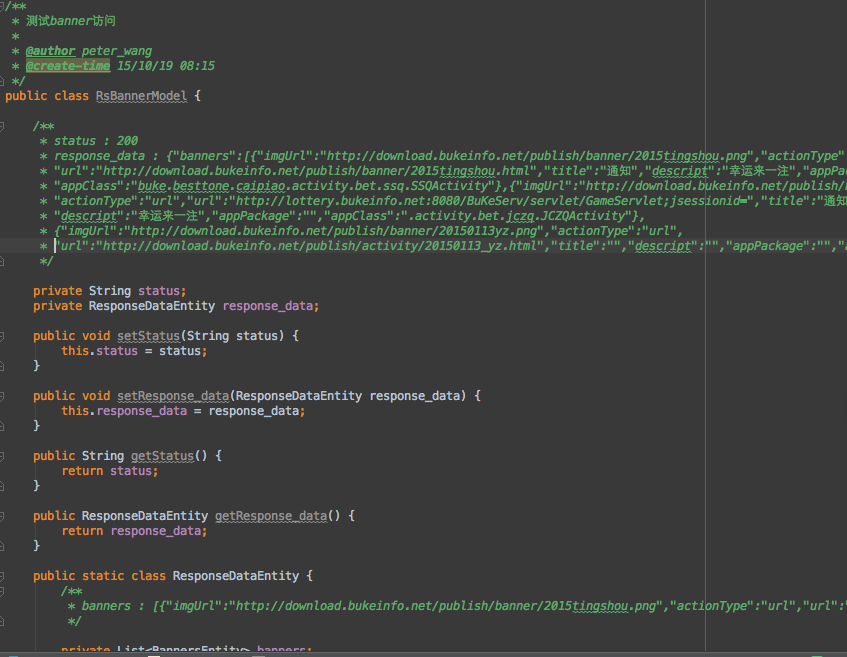 /**
 * 测试banner访问
 *
 * @author peter_wang
 * @create-time 15/10/19 08:15
 */
public class RsBannerModel {
    /**
     * status : 200
     * response_data : {"banners":[{"imgUrl":"http://download.bukeinfo.net/publish/banner/2015tingshou.png","actionType"
     * "url":"http://download.bukeinfo.net/publish/banner/2015tingshou.html","title":"通知","descript":"幸运来一注","appPac
     * "appClass":"buke.besttone.caipiao.activity.bet.ssq.SSQActivity"},{"imgUrl":"http://download.bukeinfo.net/publish/
     * "actionType":"url","url":"http://lottery.bukeinfo.net:8080/BuKeServ/servlet/GameServlet;jsessionid=","title":"通知
     * "descript":"幸运来一注","appPackage":"","appClass":".activity.bet.jczq.JCZQActivity"},
     * {"imgUrl":"http://download.bukeinfo.net/publish/banner/20150113yz.png","actionType":"url",
     * "url":"http://download.bukeinfo.net/publish/activity/20150113_yz.html","title":"","descript":"","appPackage":"","
     */
    private String status;
    private ResponseDataEntity response_data;
    public void setStatus(String status) {
        this.status = status;
    }
    public void setResponse_data(ResponseDataEntity response_data) {
        this.response_data = response_data;
    }
    public String getStatus() {
        return status;
    }
    public ResponseDataEntity getResponse_data() {
        return response_data;
    }
    public static class ResponseDataEntity {
        /**
         * banners : [{"imgUrl":"http://download.bukeinfo.net/publish/banner/2015tingshou.png","actionType":"url","url":"
         */
        private List<BannersEntity> banners;